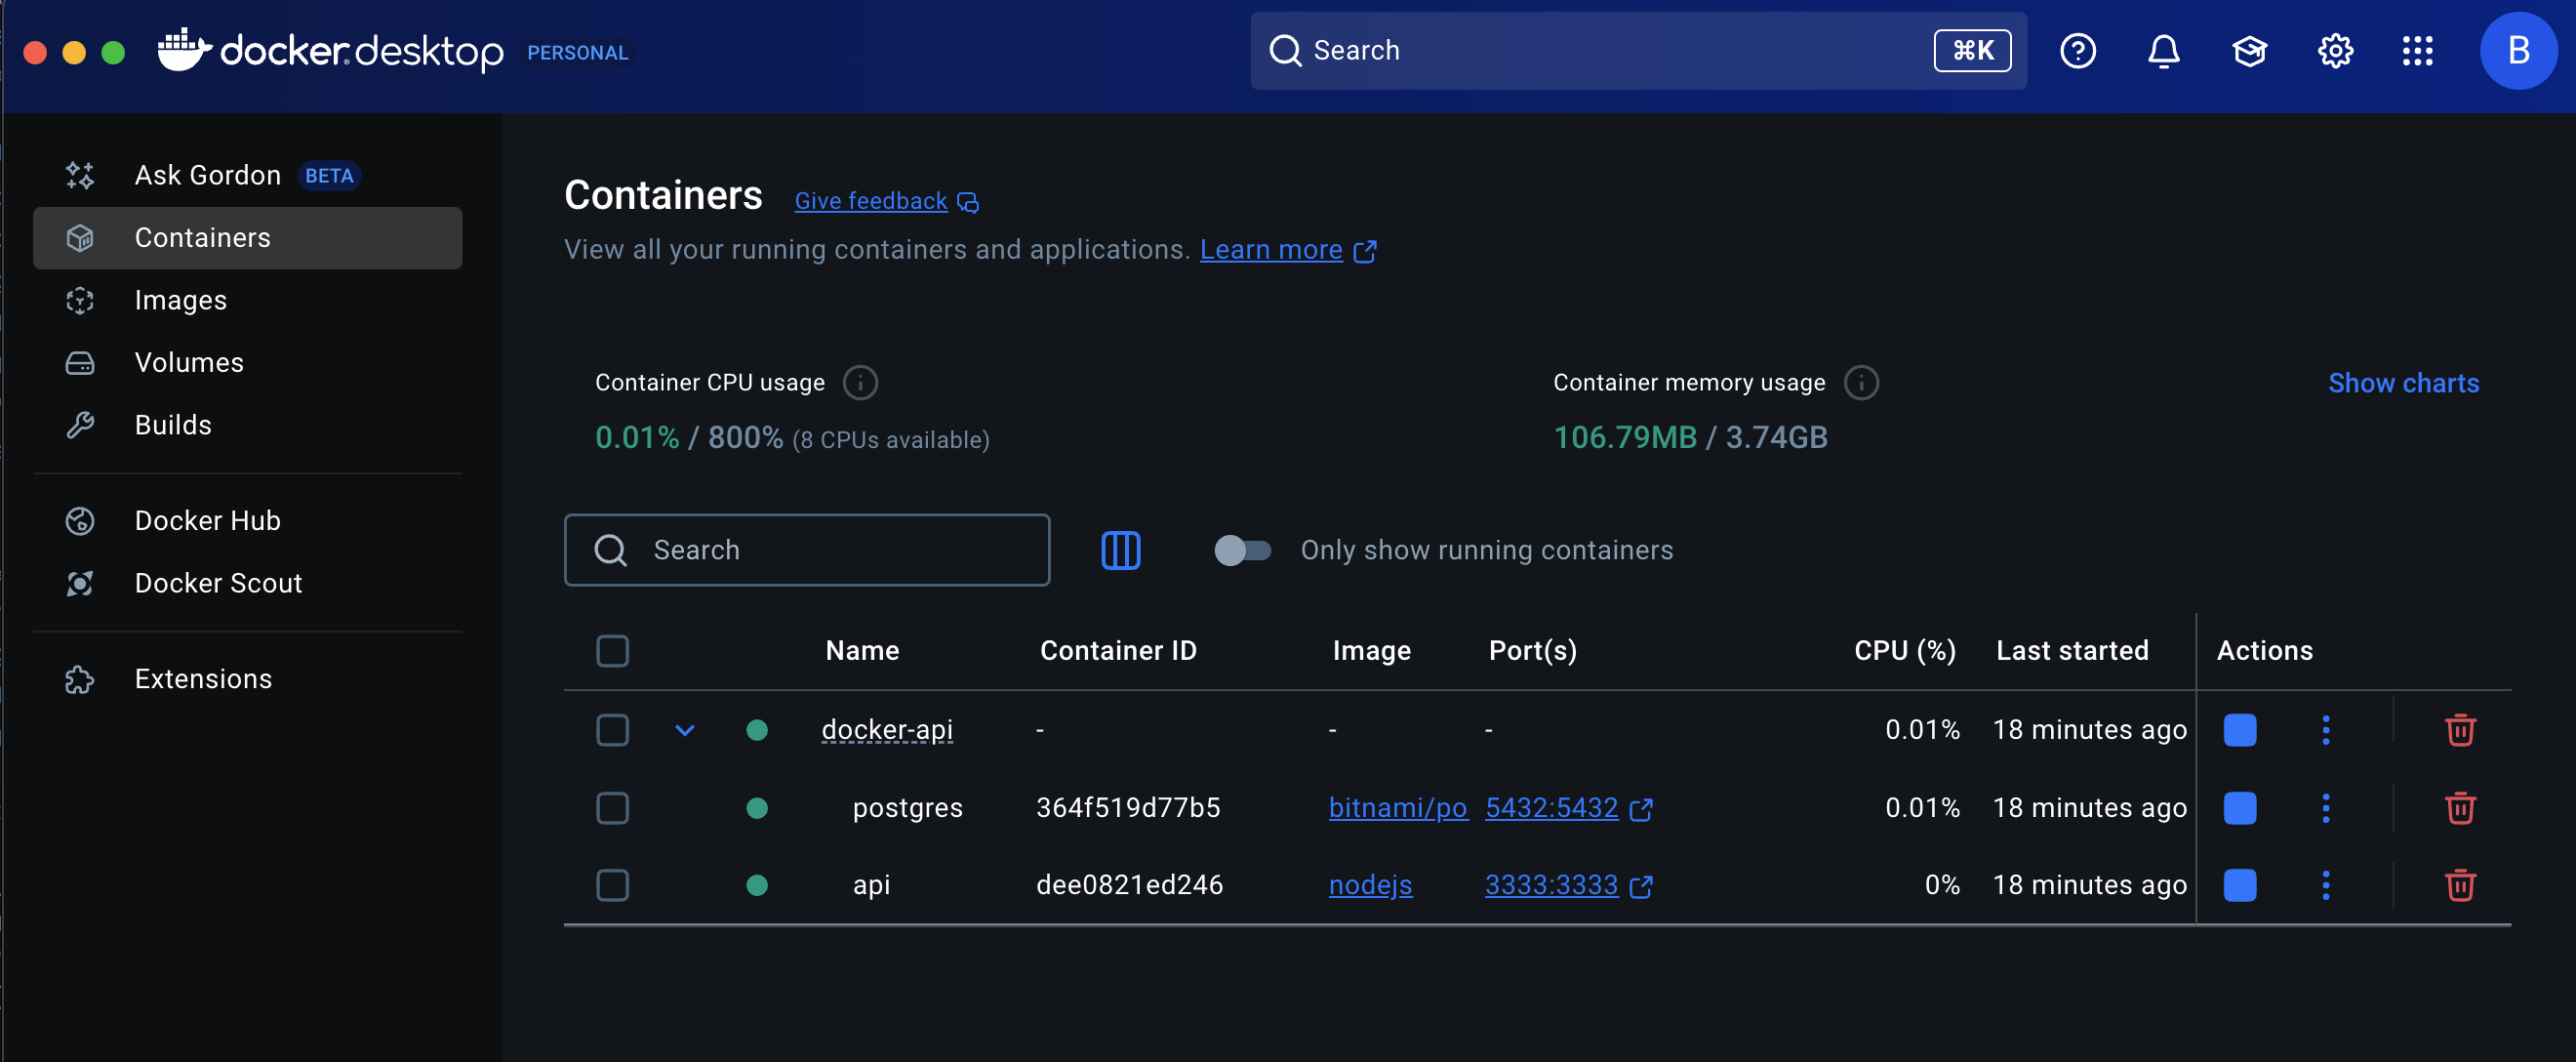 docker desktop PERSONAL
Search ⌘K
B
Ask Gordon BETA
Containers
Images
Volumes
Builds
Docker Hub
Docker Scout
Extensions
Containers Give feedback
View all your running containers and applications. Learn more
Container CPU usage
0.01% / 800% (8 CPUs available)
Container memory usage
106.79MB / 3.74GB
Show charts
Search
Only show running containers
Name Container ID Image Port(s) CPU (%) Last started Actions
docker-api - - - 0.01% 18 minutes ago
postgres 364f519d77b5 bitnami/po 5432:5432 0.01% 18 minutes ago
api dee0821ed246 nodejs 3333:3333 0% 18 minutes ago